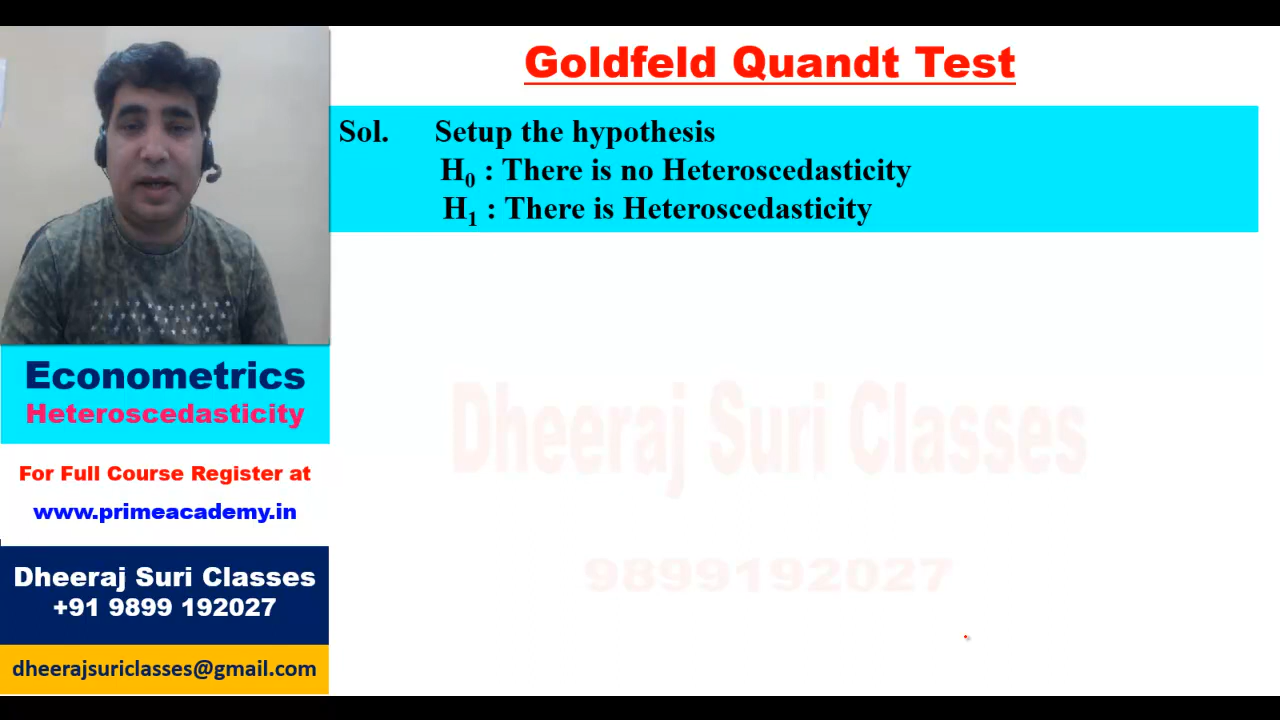 Goldfeld Quandt Test
Sol. Setup the hypothesis
H₀ : There is no Heteroscedasticity
H₁ : There is Heteroscedasticity
Econometrics
Heteroscedasticity
For Full Course Register at
www.primeacademy.in
Dheeraj Suri Classes
+91 9899 192027
dheerajsuriclasses@gmail.com
Dheeraj Suri Classes
9899192027